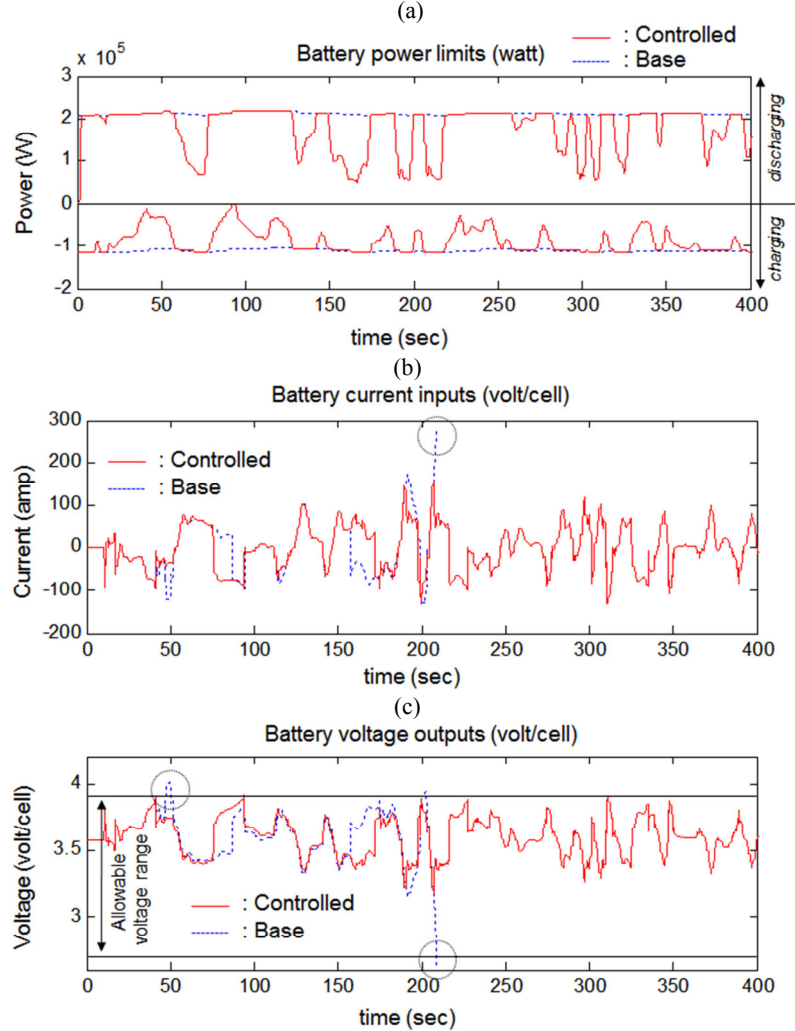 (a)
× 10⁵
Battery power limits (watt)
: Controlled
: Base
3
2
1
0
-1
-2
Power (W)
discharging
charging
0 50 100 150 200 250 300 350 400
time (sec)
(b)
Battery current inputs (volt/cell)
300
200
100
0
-100
-200
Current (amp)
: Controlled
: Base
0 50 100 150 200 250 300 350 400
time (sec)
(c)
Battery voltage outputs (volt/cell)
4
3.5
3
Voltage (volt/cell)
Allowable
voltage range
: Controlled
: Base
0 50 100 150 200 250 300 350 400
time (sec)